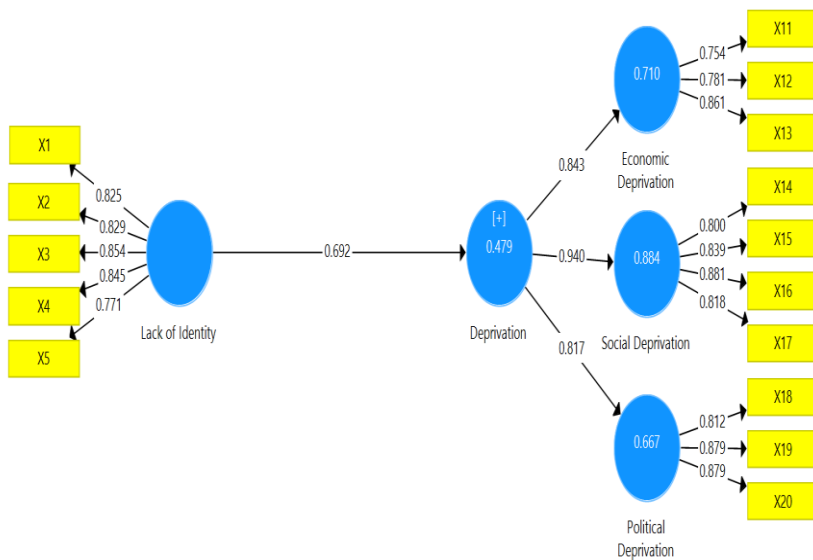 X1
X2
X3
X4
X5
0.825
0.829
0.854
0.845
0.771
Lack of Identity
0.692
[+]
0.479
Deprivation
0.843
0.940
0.817
0.710
Economic
Deprivation
0.754
0.781
0.861
X11
X12
X13
0.884
Social Deprivation
0.800
0.839
0.881
0.818
X14
X15
X16
X17
0.667
Political
Deprivation
0.812
0.879
0.879
X18
X19
X20